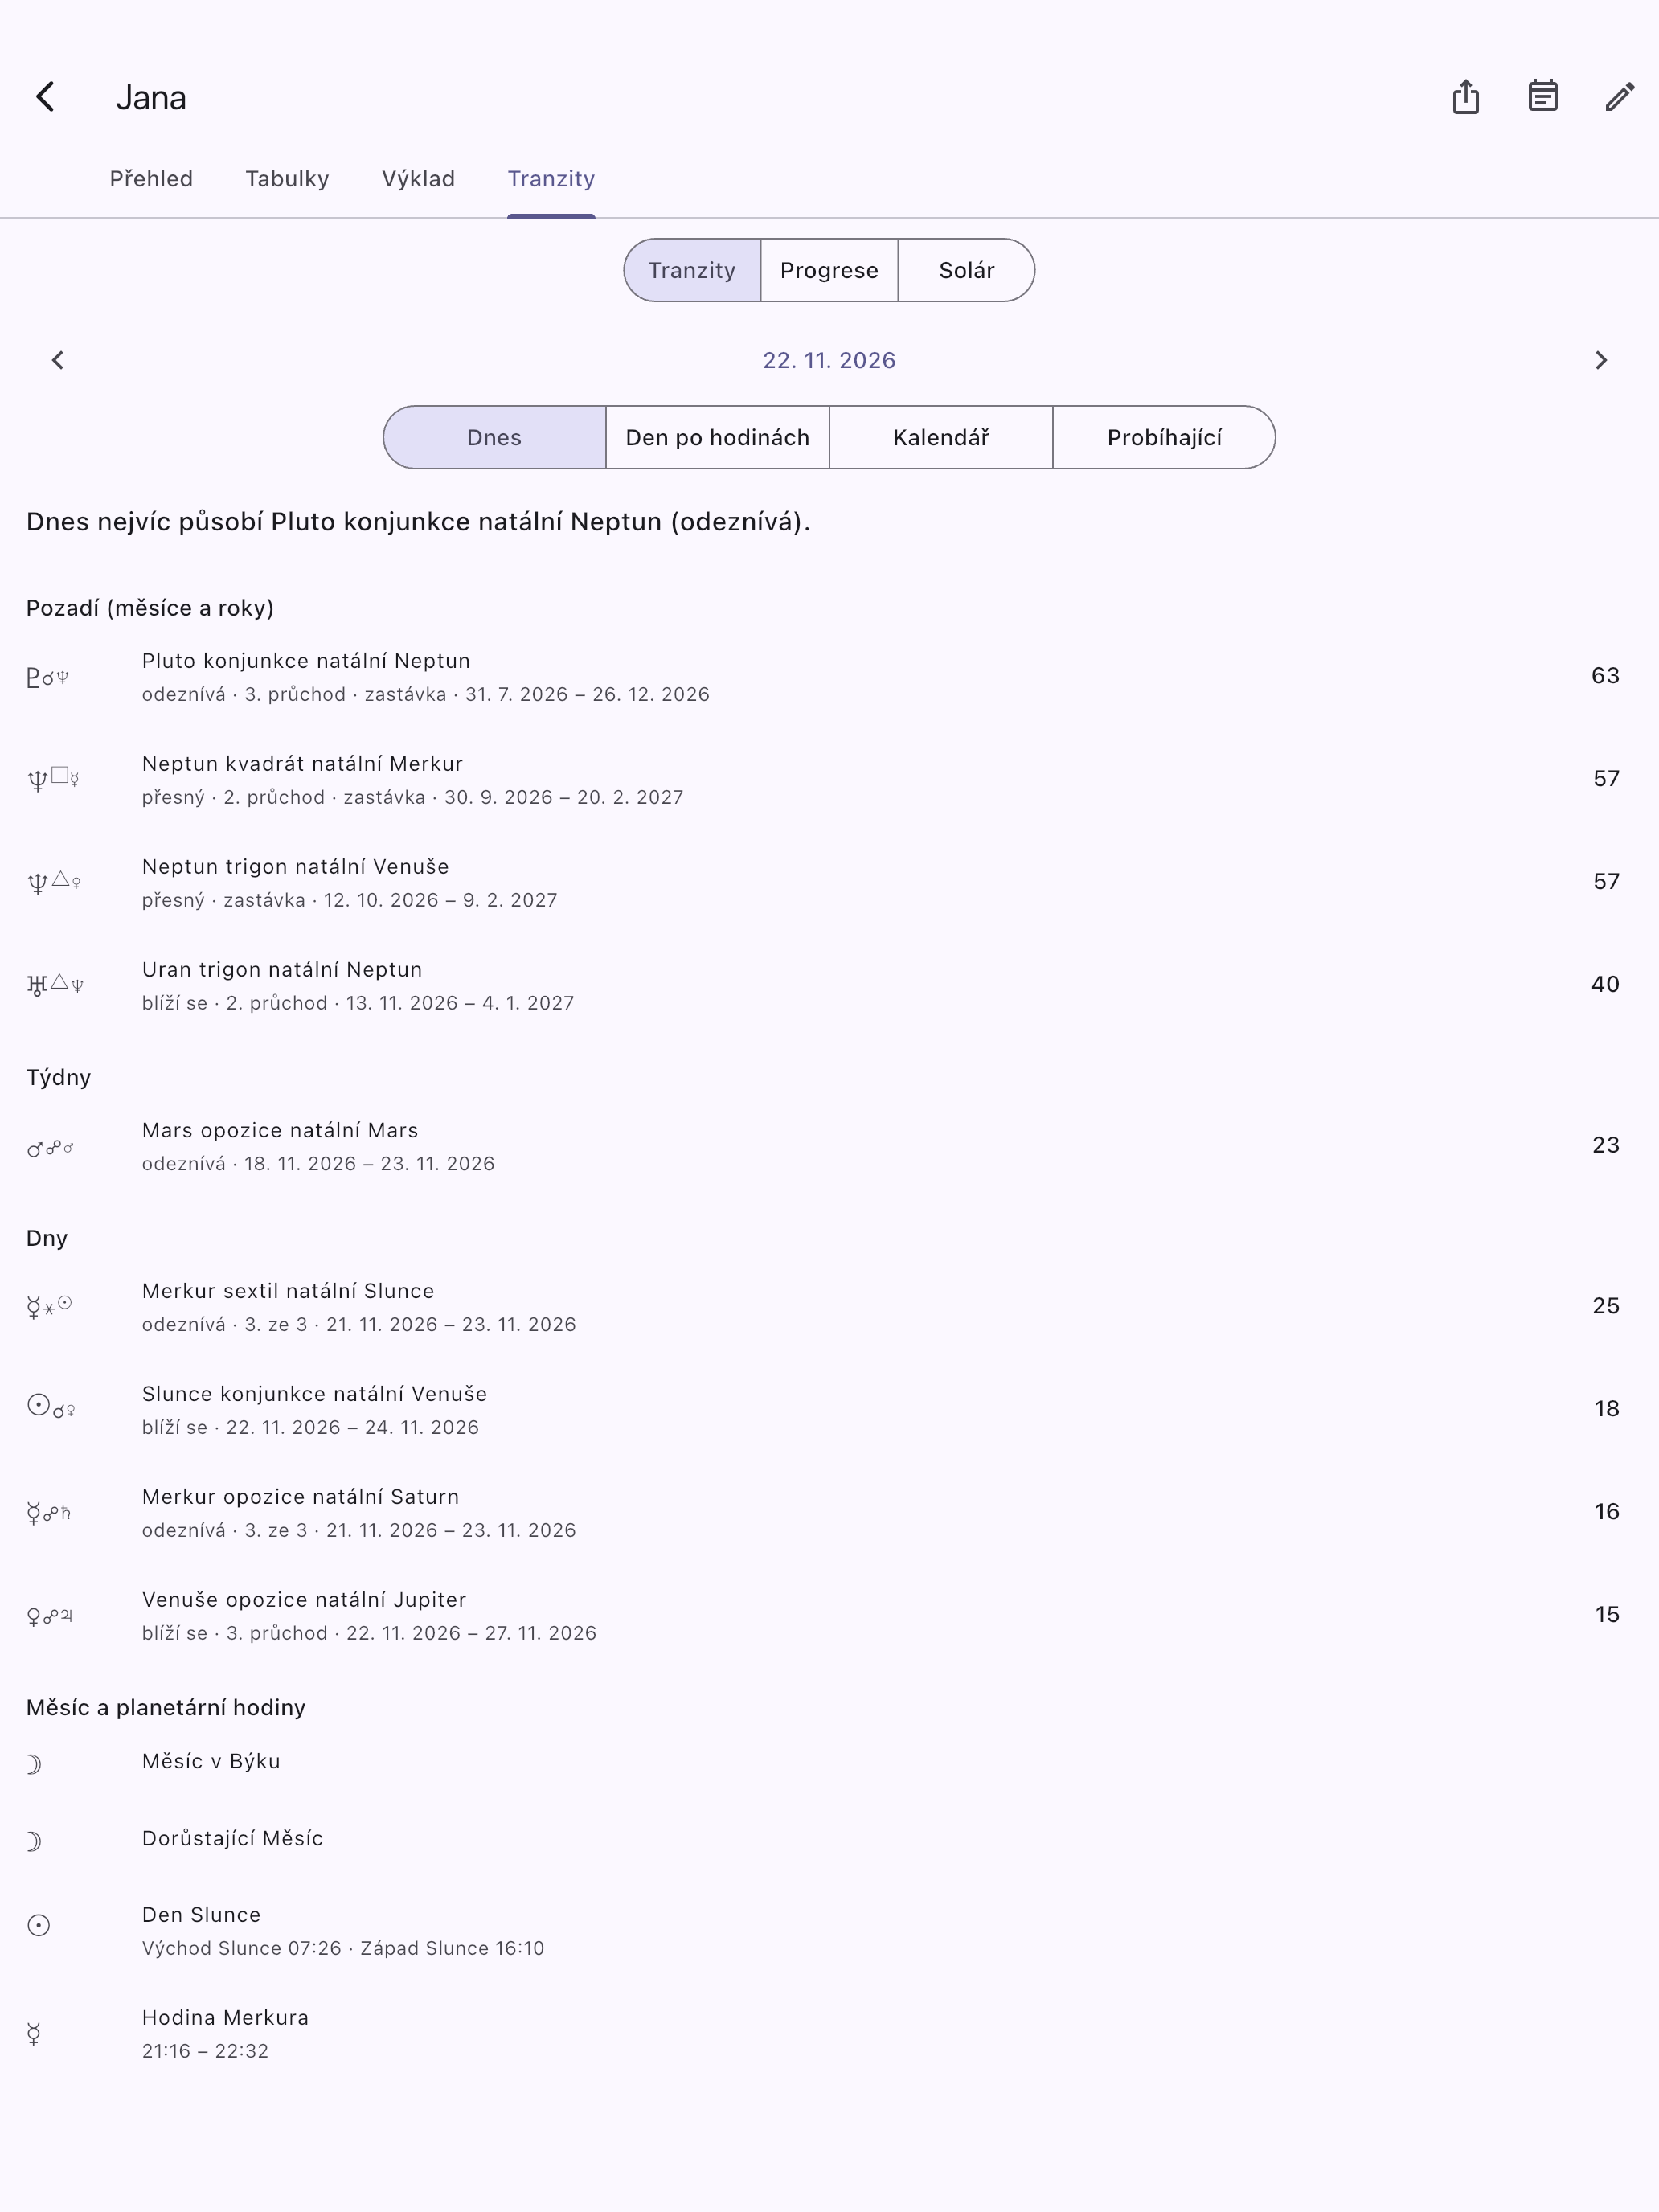 Jana
Přehled
Tabulky
Výklad
Tranzity
Tranzity
Progrese
Solár
22. 11. 2026
Dnes
Den po hodinách
Kalendář
Probíhající
Dnes nejvíc působí Pluto konjunkce natální Neptun (odeznívá).
Pozadí (měsíce a roky)
♇☌♆
Pluto konjunkce natální Neptun
63
odeznívá · 3. průchod · zastávka · 31. 7. 2026 – 26. 12. 2026
♆□☿
Neptun kvadrát natální Merkur
57
přesný · 2. průchod · zastávka · 30. 9. 2026 – 20. 2. 2027
♆△♀
Neptun trigon natální Venuše
57
přesný · zastávka · 12. 10. 2026 – 9. 2. 2027
♅△♆
Uran trigon natální Neptun
40
blíží se · 2. průchod · 13. 11. 2026 – 4. 1. 2027
Týdny
♂☍♂
Mars opozice natální Mars
23
odeznívá · 18. 11. 2026 – 23. 11. 2026
Dny
☿⚹☉
Merkur sextil natální Slunce
25
odeznívá · 3. ze 3 · 21. 11. 2026 – 23. 11. 2026
☉☌♀
Slunce konjunkce natální Venuše
18
blíží se · 22. 11. 2026 – 24. 11. 2026
☿☍♄
Merkur opozice natální Saturn
16
odeznívá · 3. ze 3 · 21. 11. 2026 – 23. 11. 2026
♀☍♃
Venuše opozice natální Jupiter
15
blíží se · 3. průchod · 22. 11. 2026 – 27. 11. 2026
Měsíc a planetární hodiny
☽
Měsíc v Býku
☽
Dorůstající Měsíc
☉
Den Slunce
Východ Slunce 07:26 · Západ Slunce 16:10
☿
Hodina Merkura
21:16 – 22:32